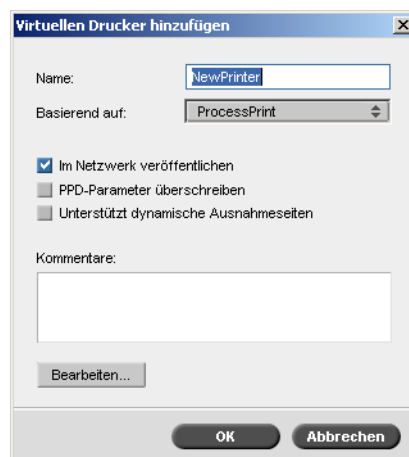 Virtuellen Drucker hinzufügen
Name:
NewPrinter
Basierend auf:
ProcessPrint
Im Netzwerk veröffentlichen
PPD-Parameter überschreiben
Unterstützt dynamische Ausnahmeseiten
Kommentare:
Bearbeiten...
OK
Abbrechen